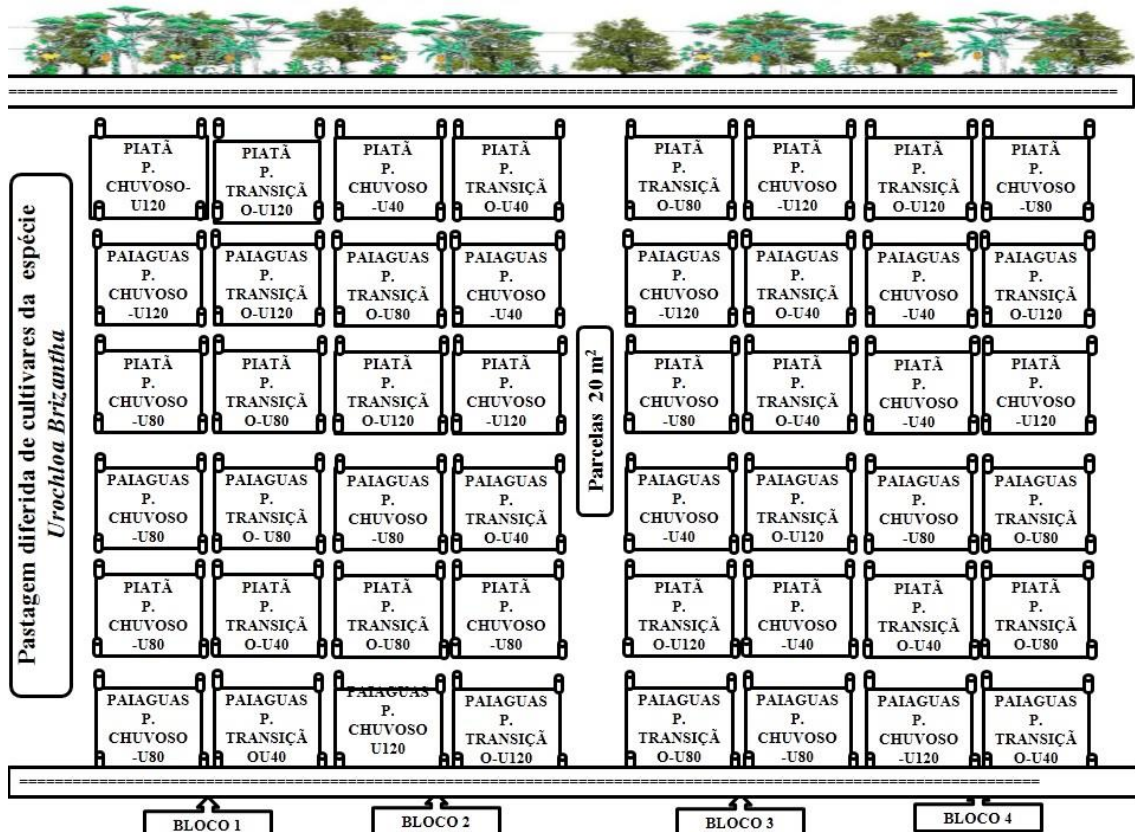 Pastagem diferida de cultivares da espécie
Urochloa Brizantha
PIATÃ
P.
CHUVOSO-
U120
PIATÃ
P.
TRANSIÇÃ
O-U120
PIATÃ
P.
CHUVOSO
-U40
PIATÃ
P.
TRANSIÇÃ
O-U40
PIATÃ
P.
TRANSIÇÃ
O-U80
PIATÃ
P.
CHUVOSO
-U120
PIATÃ
P.
TRANSIÇÃ
O-U120
PIATÃ
P.
CHUVOSO
-U80
PAIAGUAS
P.
CHUVOSO
-U120
PAIAGUAS
P.
TRANSIÇÃ
O-U120
PAIAGUAS
P.
TRANSIÇÃ
O-U80
PAIAGUAS
P.
CHUVOSO
-U40
PAIAGUAS
P.
CHUVOSO
-U120
PAIAGUAS
P.
TRANSIÇÃ
O-U40
PAIAGUAS
P.
CHUVOSO
-U40
PAIAGUAS
P.
TRANSIÇÃ
O-U120
PIATÃ
P.
CHUVOSO
-U80
PIATÃ
P.
TRANSIÇÃ
O-U80
PIATÃ
P.
TRANSIÇÃ
O-U120
PIATÃ
P.
CHUVOSO
-U120
Parcelas 20 m²
PIATÃ
P.
CHUVOSO
-U80
PIATÃ
P.
TRANSIÇÃ
O-U40
PIATÃ
P.
CHUVOSO
-U40
PIATÃ
P.
CHUVOSO
-U120
PAIAGUAS
P.
CHUVOSO
-U80
PAIAGUAS
P.
TRANSIÇÃ
O- U80
PAIAGUAS
P.
CHUVOSO
-U80
PAIAGUAS
P.
TRANSIÇÃ
O-U40
PAIAGUAS
P.
CHUVOSO
-U40
PAIAGUAS
P.
TRANSIÇÃ
O-U120
PAIAGUAS
P.
CHUVOSO
-U80
PAIAGUAS
P.
TRANSIÇÃ
O-U80
PIATÃ
P.
CHUVOSO
-U80
PIATÃ
P.
TRANSIÇÃ
O-U40
PIATÃ
P.
TRANSIÇÃ
O-U80
PIATÃ
P.
CHUVOSO
-U80
PIATÃ
P.
TRANSIÇÃ
O-U120
PIATÃ
P.
CHUVOSO
-U40
PIATÃ
P.
TRANSIÇÃ
O-U40
PIATÃ
P.
TRANSIÇÃ
O-U80
PAIAGUAS
P.
CHUVOSO
-U80
PAIAGUAS
P.
TRANSIÇÃ
OU40
PAIAGUAS
P.
CHUVOSO
U120
PAIAGUAS
P.
TRANSIÇÃ
O-U120
PAIAGUAS
P.
TRANSIÇÃ
O-U80
PAIAGUAS
P.
CHUVOSO
-U80
PAIAGUAS
P.
CHUVOSO
-U120
PAIAGUAS
P.
TRANSIÇÃ
O-U40
BLOCO 1
BLOCO 2
BLOCO 3
BLOCO 4